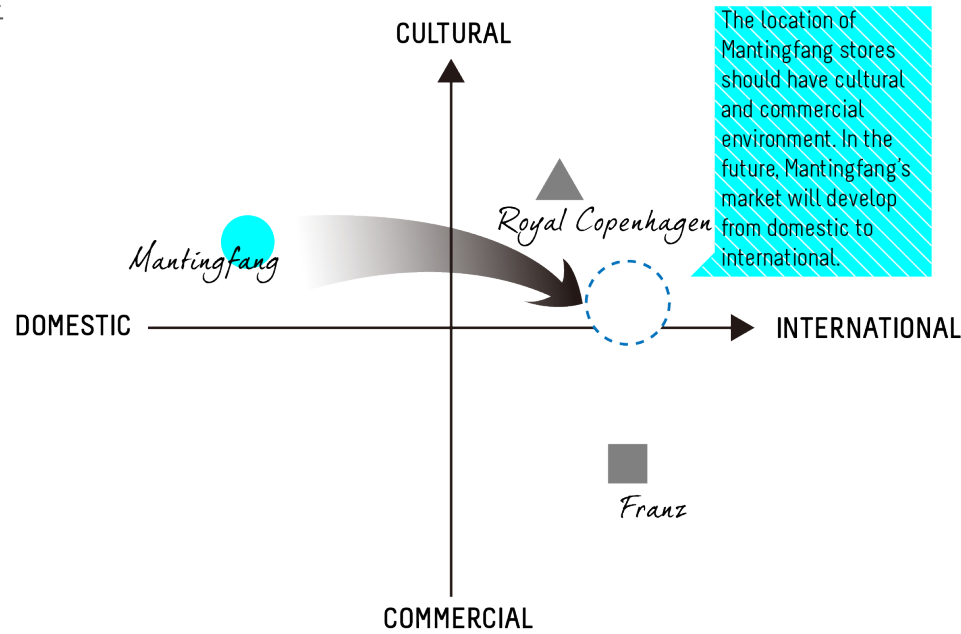 CULTURAL
The location of
Mantingfang stores
should have cultural
and commercial
environment. In the
future, Mantingfang's
market will develop
from domestic to
international.
Royal Copenhagen
Mantingfang
DOMESTIC
INTERNATIONAL
Franz
COMMERCIAL